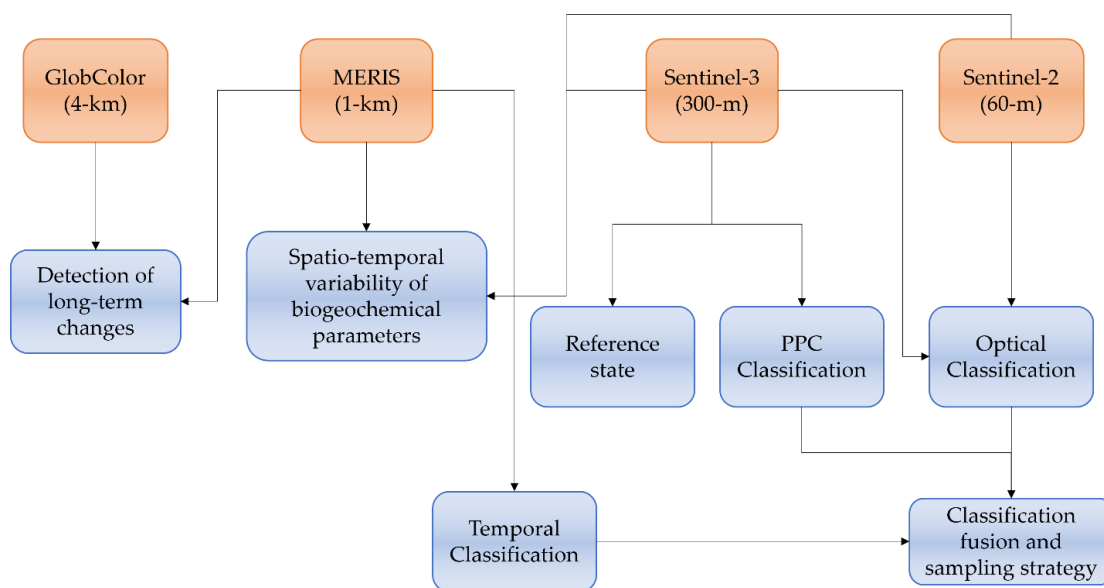 GlobColor
(4-km)
MERIS
(1-km)
Sentinel-3
(300-m)
Sentinel-2
(60-m)
Detection of
long-term
changes
Spatio-temporal
variability of
biogeochemical
parameters
Reference
state
PPC
Classification
Optical
Classification
Temporal
Classification
Classification
fusion and
sampling strategy